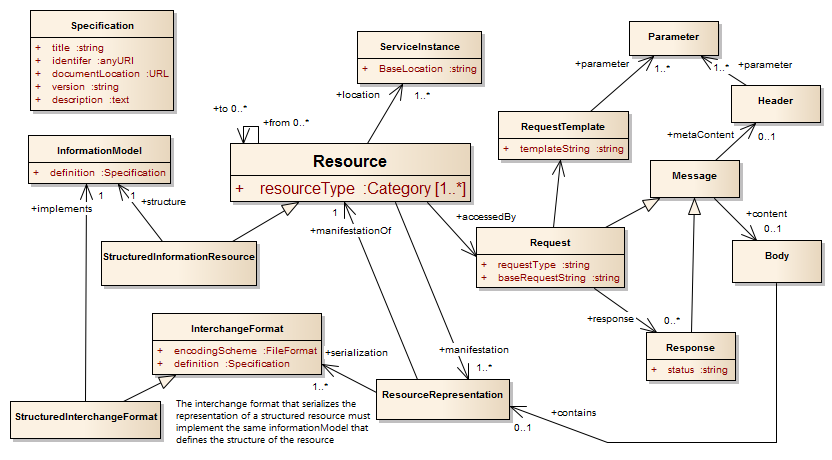 Specification
+ title :string
+ identifer :anyURI
+ documentLocation :URL
+ version :string
+ description :text
ServiceInstance
+ BaseLocation :string
Parameter
+parameter
1..*
1..*
+parameter
Header
+location
1..*
+to 0..*
+from 0..*
RequestTemplate
+ templateString :string
+metaContent
0..1
InformationModel
+ definition :Specification
Resource
+ resourceType :Category [1..*]
Message
+implements
1
1
+structure
1
+manifestationOf
+accessedBy
+content
0..1
StructuredInformationResource
Request
+ requestType :string
+ baseRequestString :string
Body
InterchangeFormat
+ encodingScheme :FileFormat
+ definition :Specification
+serialization
1..*
+manifestation
1..*
+response
0..*
Response
+ status :string
StructuredInterchangeFormat
The interchange format that serializes the
representation of a structured resource must
implement the same informationModel that
defines the structure of the resource
ResourceRepresentation
+contains
0..1